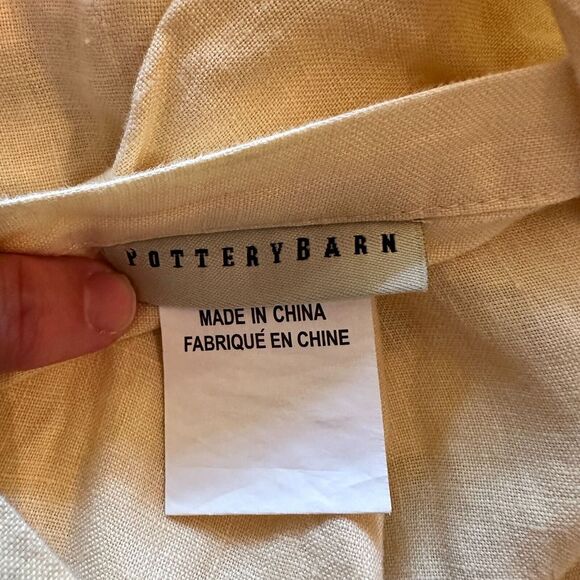 POTTERYBARN
MADE IN CHINA
FABRIQUÉ EN CHINE